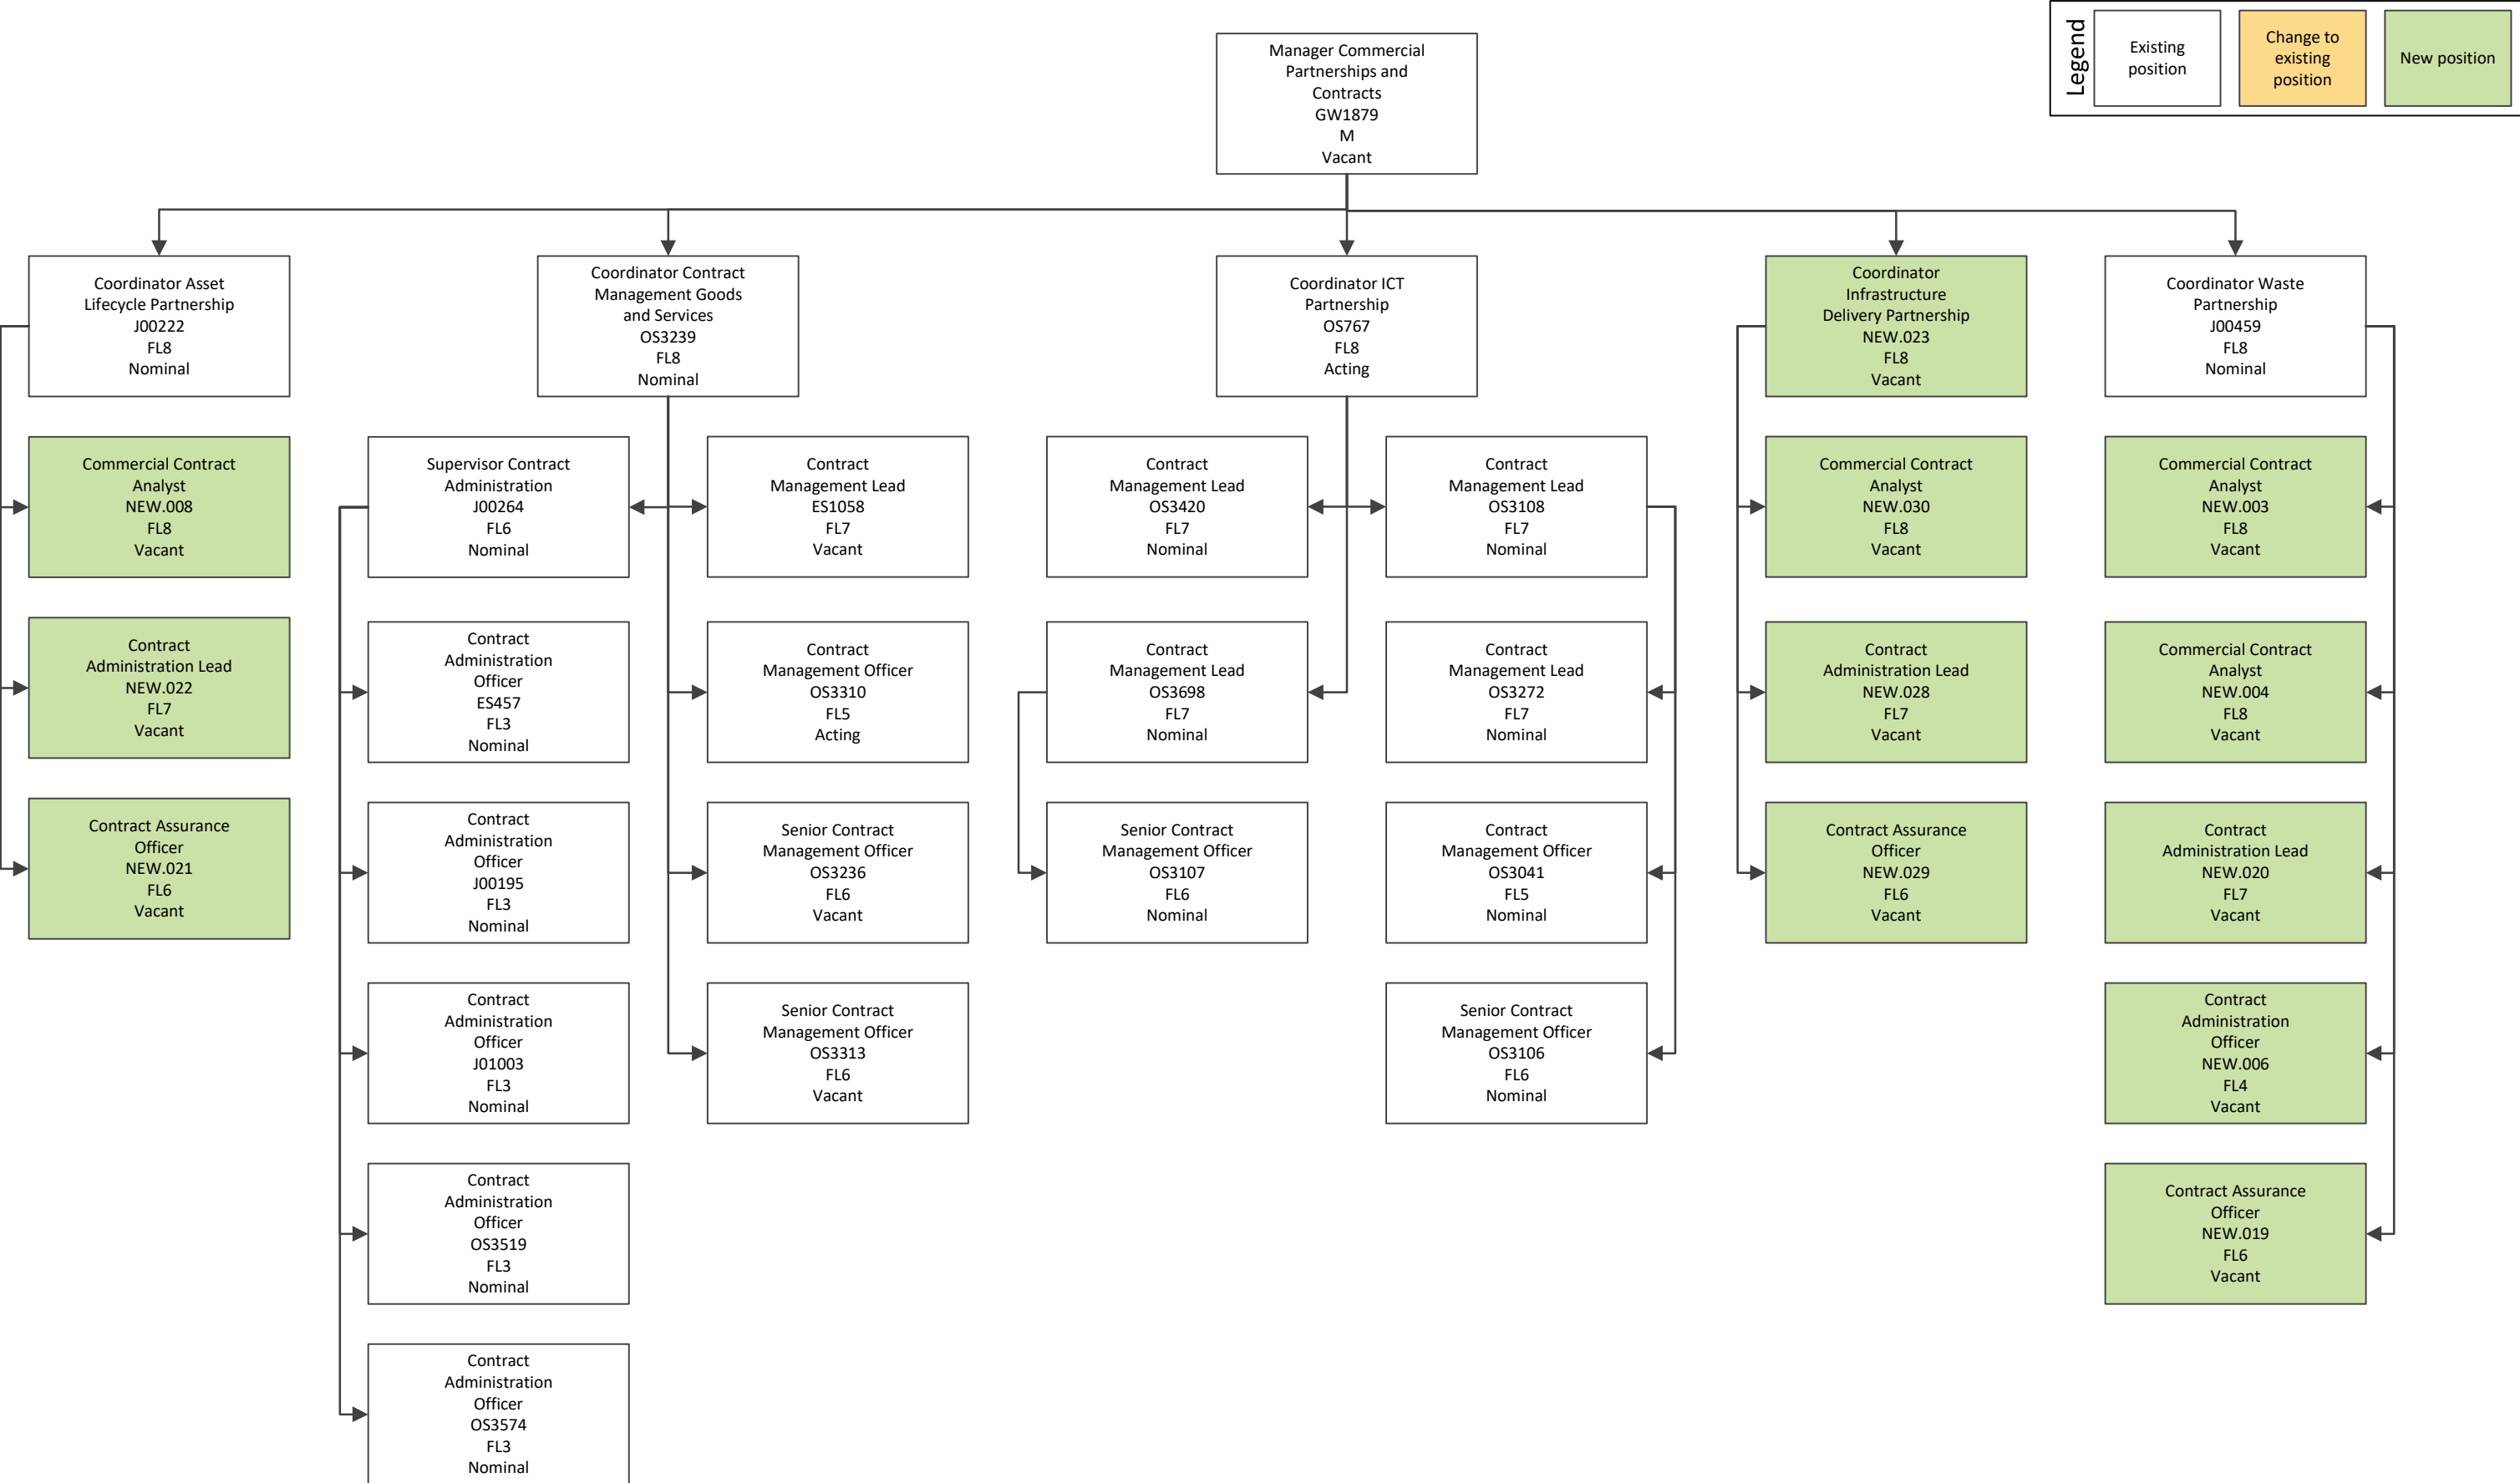 Legend
Existing
position
Change to
existing
position
New position
Manager Commercial
Partnerships and
Contracts
GW1879
M
Vacant
Coordinator Asset
Lifecycle Partnership
J00222
FL8
Nominal
Coordinator Contract
Management Goods
and Services
OS3239
FL8
Nominal
Coordinator ICT
Partnership
OS767
FL8
Acting
Coordinator
Infrastructure
Delivery Partnership
NEW.023
FL8
Vacant
Coordinator Waste
Partnership
J00459
FL8
Nominal
Commercial Contract
Analyst
NEW.008
FL8
Vacant
Supervisor Contract
Administration
J00264
FL6
Nominal
Contract
Management Lead
ES1058
FL7
Vacant
Contract
Management Lead
OS3420
FL7
Nominal
Contract
Management Lead
OS3108
FL7
Nominal
Commercial Contract
Analyst
NEW.030
FL8
Vacant
Commercial Contract
Analyst
NEW.003
FL8
Vacant
Contract
Administration Lead
NEW.022
FL7
Vacant
Contract
Administration
Officer
ES457
FL3
Nominal
Contract
Management Officer
OS3310
FL5
Acting
Contract
Management Lead
OS3698
FL7
Nominal
Contract
Management Lead
OS3272
FL7
Nominal
Contract
Administration Lead
NEW.028
FL7
Vacant
Commercial Contract
Analyst
NEW.004
FL8
Vacant
Contract Assurance
Officer
NEW.021
FL6
Vacant
Contract
Administration
Officer
J00195
FL3
Nominal
Senior Contract
Management Officer
OS3236
FL6
Vacant
Senior Contract
Management Officer
OS3107
FL6
Nominal
Contract
Management Officer
OS3041
FL5
Nominal
Contract Assurance
Officer
NEW.029
FL6
Vacant
Contract
Administration Lead
NEW.020
FL7
Vacant
Contract
Administration
Officer
J01003
FL3
Nominal
Senior Contract
Management Officer
OS3313
FL6
Vacant
Senior Contract
Management Officer
OS3106
FL6
Nominal
Contract
Administration
Officer
NEW.006
FL4
Vacant
Contract
Administration
Officer
OS3519
FL3
Nominal
Contract Assurance
Officer
NEW.019
FL6
Vacant
Contract
Administration
Officer
OS3574
FL3
Nominal